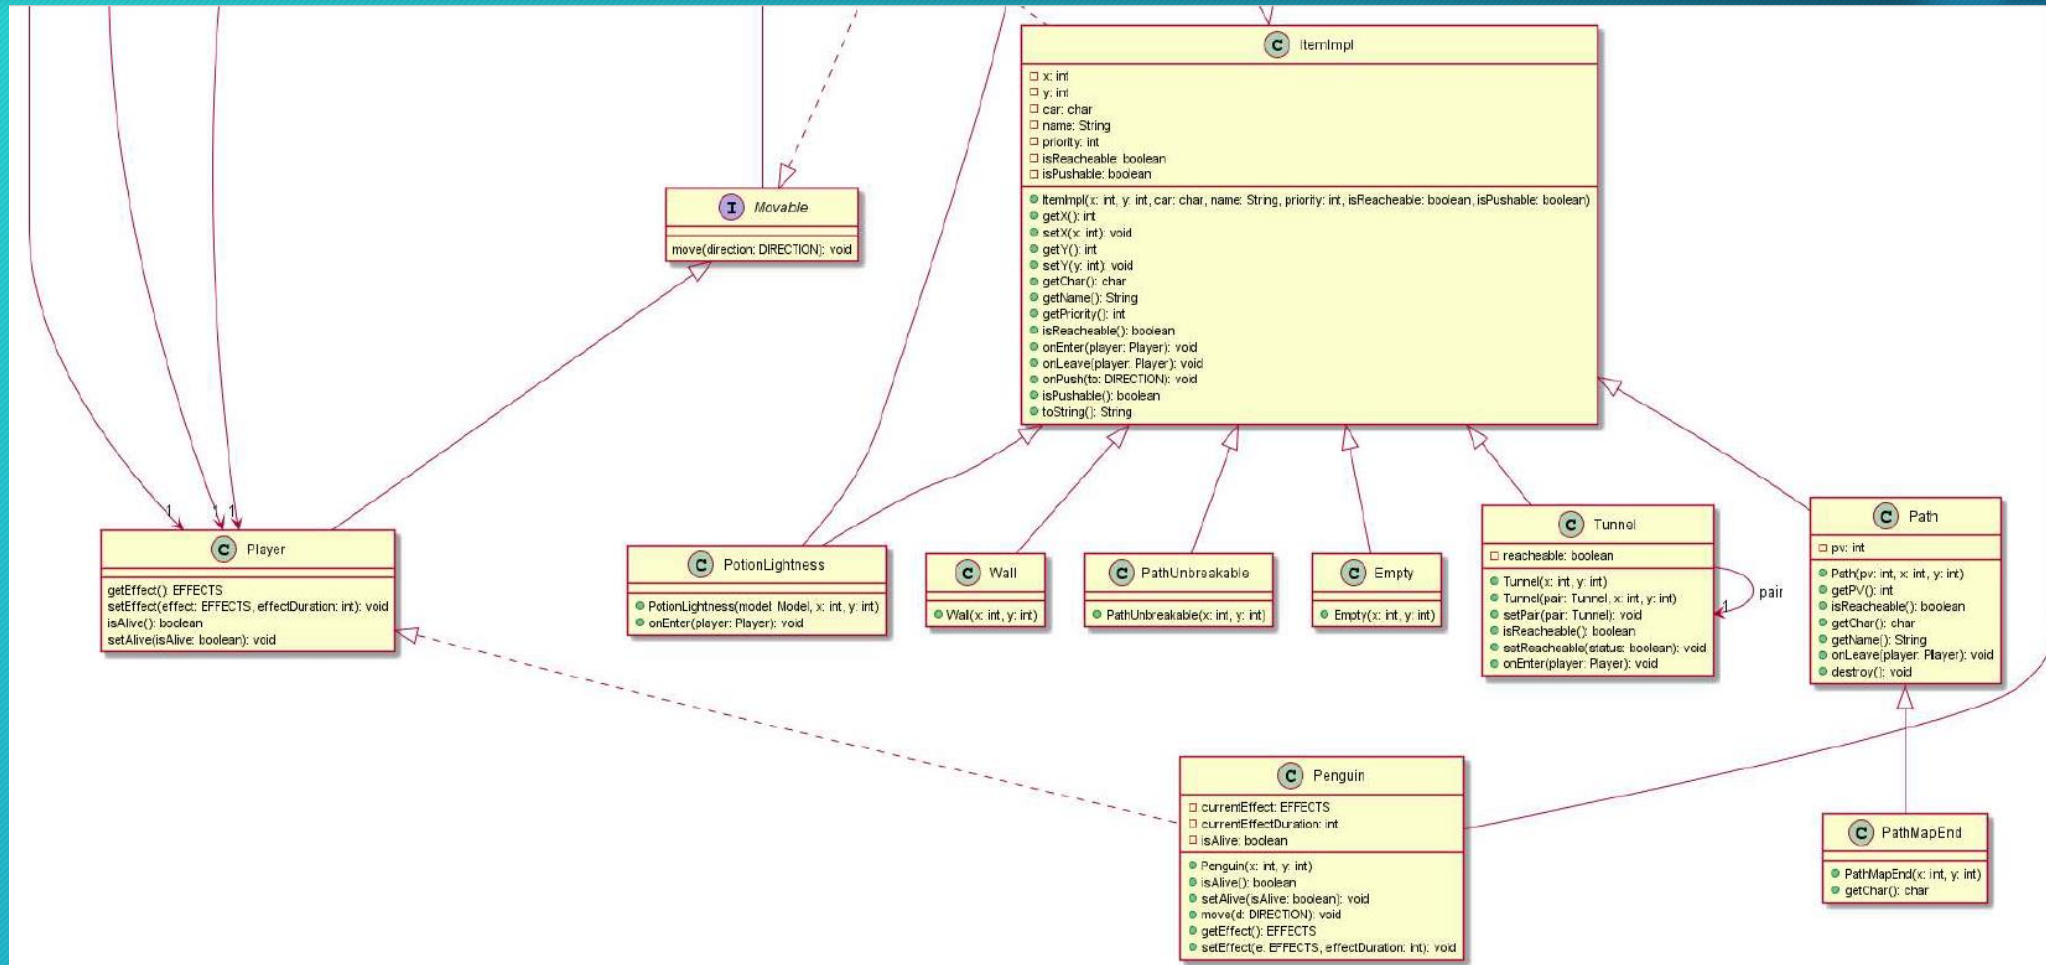 C ItemImpl
x: int
y: int
car: char
name: String
priority: int
isReacheable: boolean
isPushable: boolean
ItemImpl(x: int, y: int, car: char, name: String, priority: int, isReacheable: boolean, isPushable: boolean)
getX(): int
setX(x: int): void
getY(): int
setY(y: int): void
getChar(): char
getName(): String
getPriority(): int
isReacheable(): boolean
onEnter(player: Player): void
onLeave(player: Player): void
onPush(to: DIRECTION): void
isPushable(): boolean
toString(): String
I Movable
move(direction: DIRECTION): void
1
1
1
C Player
getEffect(): EFFECTS
setEffect(effect: EFFECTS, effectDuration: int): void
isAlive(): boolean
setAlive(isAlive: boolean): void
C PotionLightness
PotionLightness(model: Model, x: int, y: int)
onEnter(player: Player): void
C Wall
Wall(x: int, y: int)
C PathUnbreakable
PathUnbreakable(x: int, y: int)
C Empty
Empty(x: int, y: int)
C Tunnel
reacheable: boolean
Tunnel(x: int, y: int)
Tunnel(pair: Tunnel, x: int, y: int)
setPair(pair: Tunnel): void
isReacheable(): boolean
setReacheable(status: boolean): void
onEnter(player: Player): void
pair
1
C Path
pv: int
Path(pv: int, x: int, y: int)
getPV(): int
isReacheable(): boolean
getChar(): char
getName(): String
onLeave(player: Player): void
destroy(): void
C Penguin
currentEffect: EFFECTS
currentEffectDuration: int
isAlive: boolean
Penguin(x: int, y: int)
isAlive(): boolean
setAlive(isAlive: boolean): void
move(d: DIRECTION): void
getEffect(): EFFECTS
setEffect(e: EFFECTS, effectDuration: int): void
C PathMapEnd
PathMapEnd(x: int, y: int)
getChar(): char